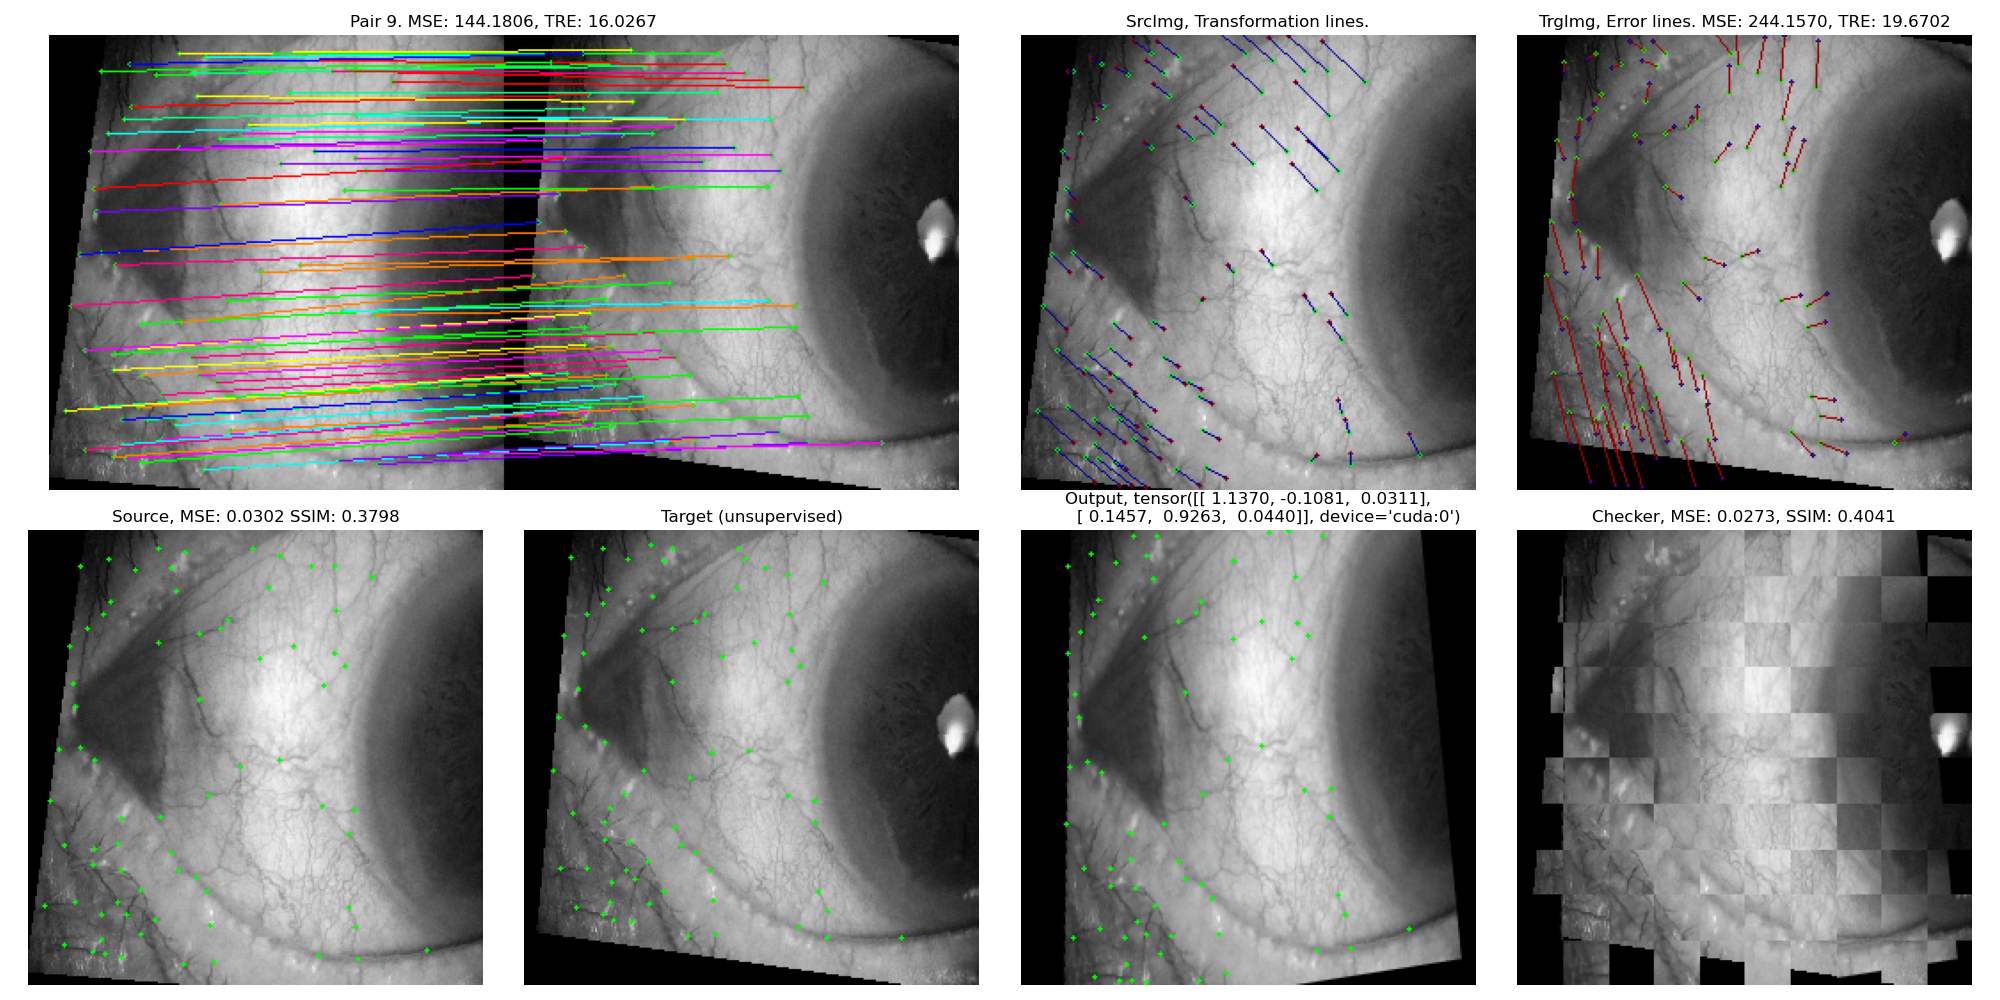 Pair 9. MSE: 144.1806, TRE: 16.0267
SrcImg, Transformation lines.
TrgImg, Error lines. MSE: 244.1570, TRE: 19.6702
Source, MSE: 0.0302 SSIM: 0.3798
Target (unsupervised)
Output, tensor([[ 1.1370, -0.1081,  0.0311],
[ 0.1457,  0.9263,  0.0440]], device='cuda:0')
Checker, MSE: 0.0273, SSIM: 0.4041